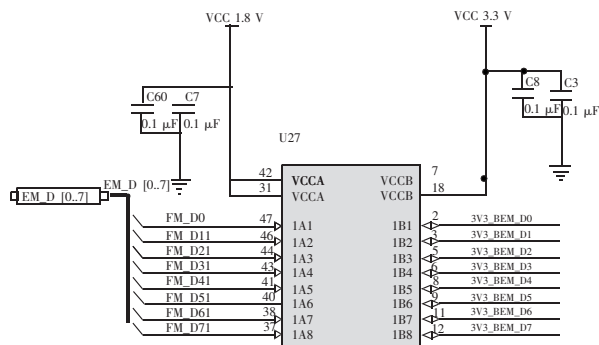 VCC 1.8 V
VCC 3.3 V
C60
C7
0.1 µF
0.1 µF
C8
C3
0.1 µF
0.1 µF
U27
42
VCCA
VCCB
7
31
VCCA
VCCB
18
EM_D [0..7]
EM_D [0..7]
FM_D0
47
1A1
1B1
2
3V3_BEM_D0
FM_D11
46
1A2
1B2
3
3V3_BEM_D1
FM_D21
44
1A3
1B3
5
3V3_BEM_D2
FM_D31
43
1A4
1B4
6
3V3_BEM_D3
FM_D41
41
1A5
1B5
8
3V3_BEM_D4
FM_D51
40
1A6
1B6
9
3V3_BEM_D5
FM_D61
38
1A7
1B7
11
3V3_BEM_D6
FM_D71
37
1A8
1B8
12
3V3_BEM_D7